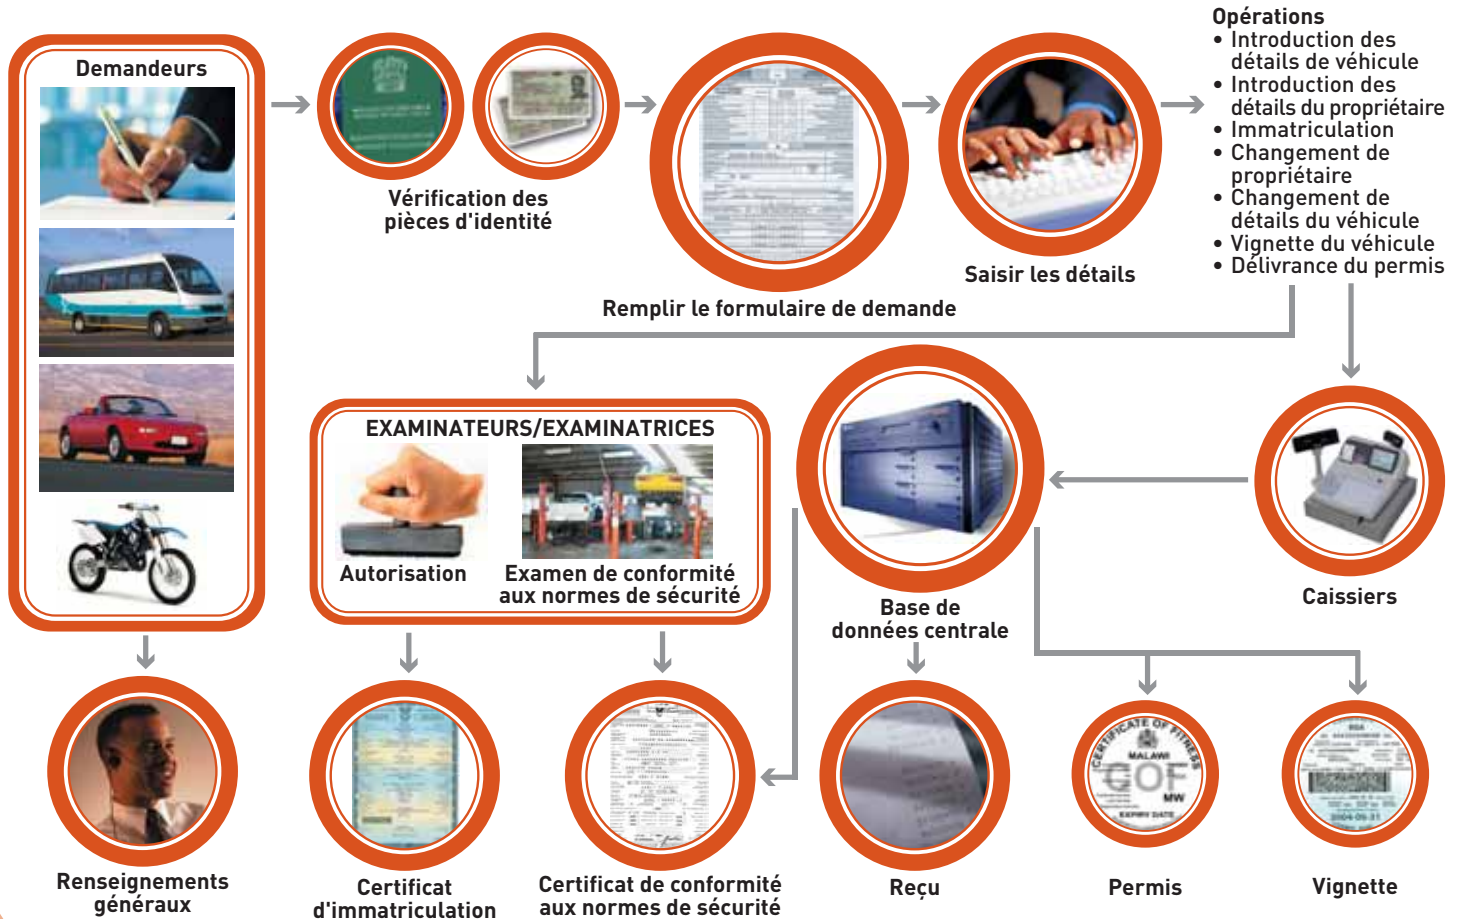 Demandeurs
Vérification des
pièces d'identité
Remplir le formulaire de demande
Saisir les détails
Opérations
• Introduction des
détails de véhicule
• Introduction des
détails du propriétaire
• Immatriculation
• Changement de
propriétaire
• Changement de
détails du véhicule
• Vignette du véhicule
• Délivrance du permis
EXAMINATEURS/EXAMINATRICES
Autorisation
Examen de conformité
aux normes de sécurité
Base de
données centrale
Caissiers
Renseignements
généraux
Certificat
d'immatriculation
Certificat de conformité
aux normes de sécurité
Reçu
CERTIFICATE OF FITNESS
MALAWI
COF
MW
EXPIRY DATE
Permis
RSA
2004-05-31
Vignette